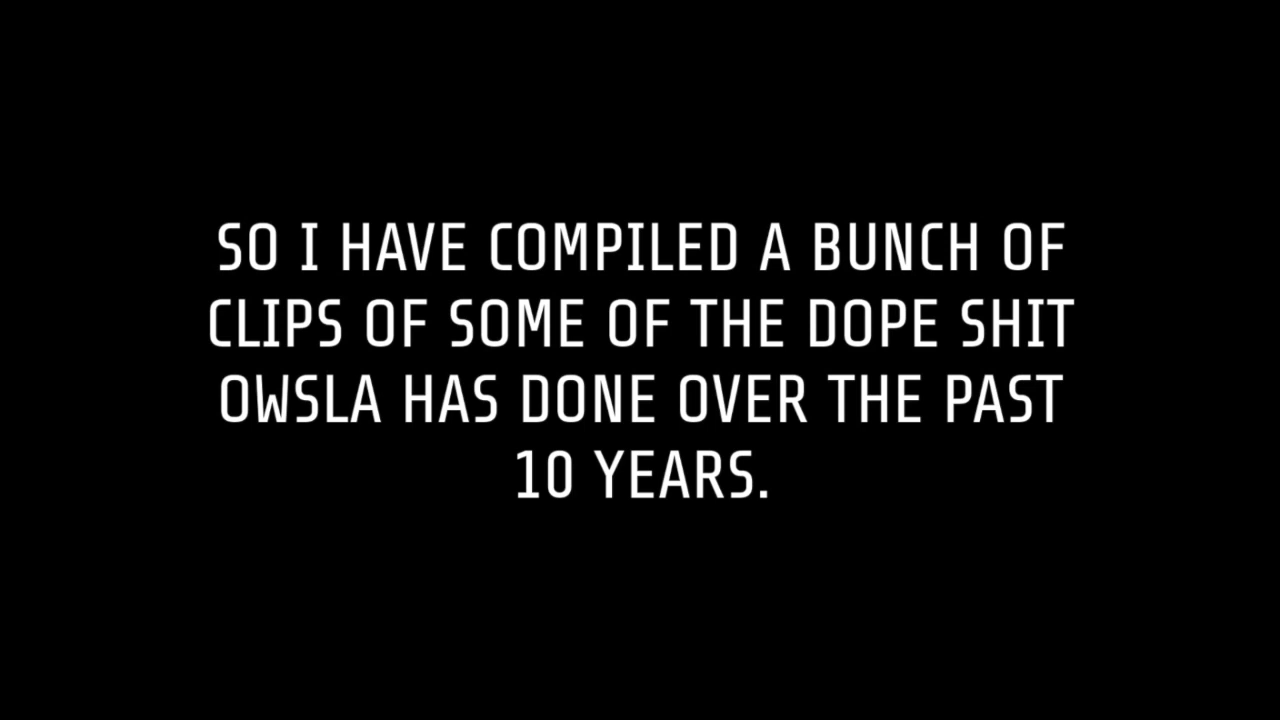 SO I HAVE COMPILED A BUNCH OF
CLIPS OF SOME OF THE DOPE SHIT
OWSLA HAS DONE OVER THE PAST
10 YEARS.